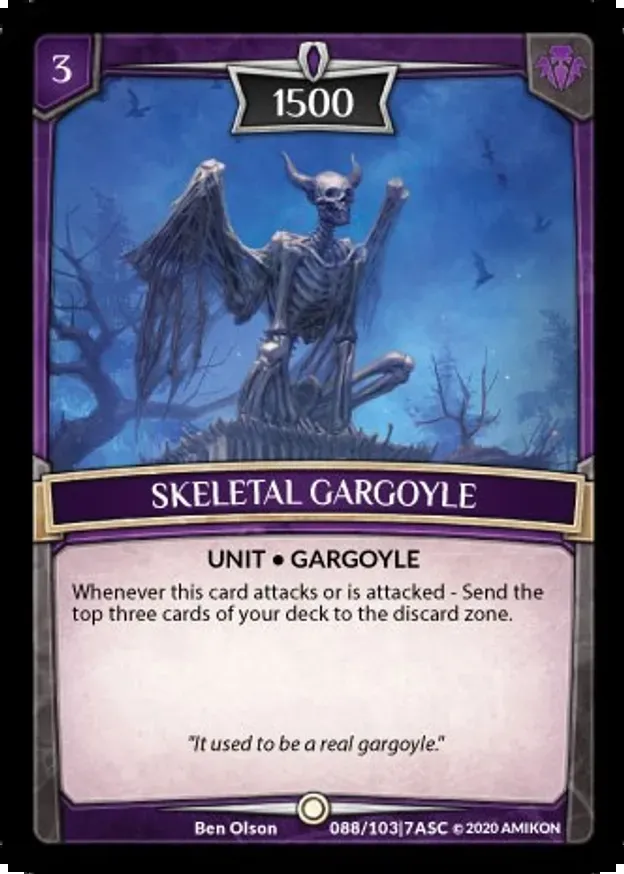 3
1500
SKELETAL GARGOYLE
UNIT • GARGOYLE
Whenever this card attacks or is attacked - Send the
top three cards of your deck to the discard zone.
"It used to be a real gargoyle."
Ben Olson 088/103|7ASC © 2020 AMIKON